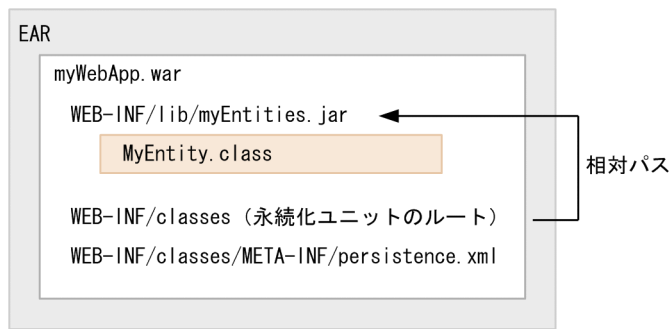 EAR
myWebApp.war
WEB-INF/lib/myEntities.jar
MyEntity.class
相対パス
WEB-INF/classes（永続化ユニットのルート）
WEB-INF/classes/META-INF/persistence.xml